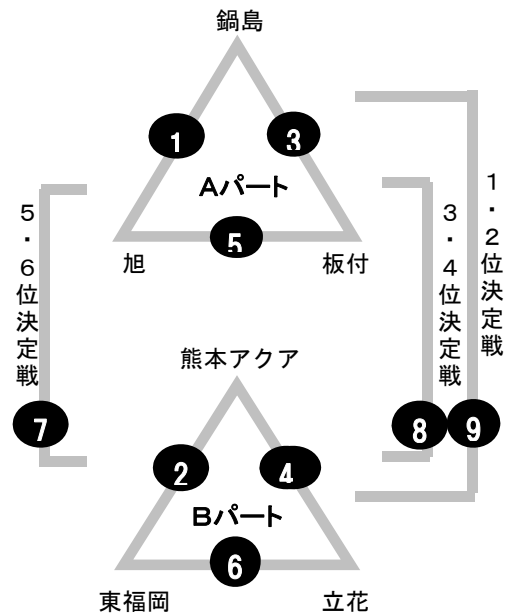 鍋島
1
3
Aパート
5
旭
板付
5・6位決定戦
3・4位決定戦
1・2位決定戦
熊本アクア
7
8
9
2
4
Bパート
6
東福岡
立花